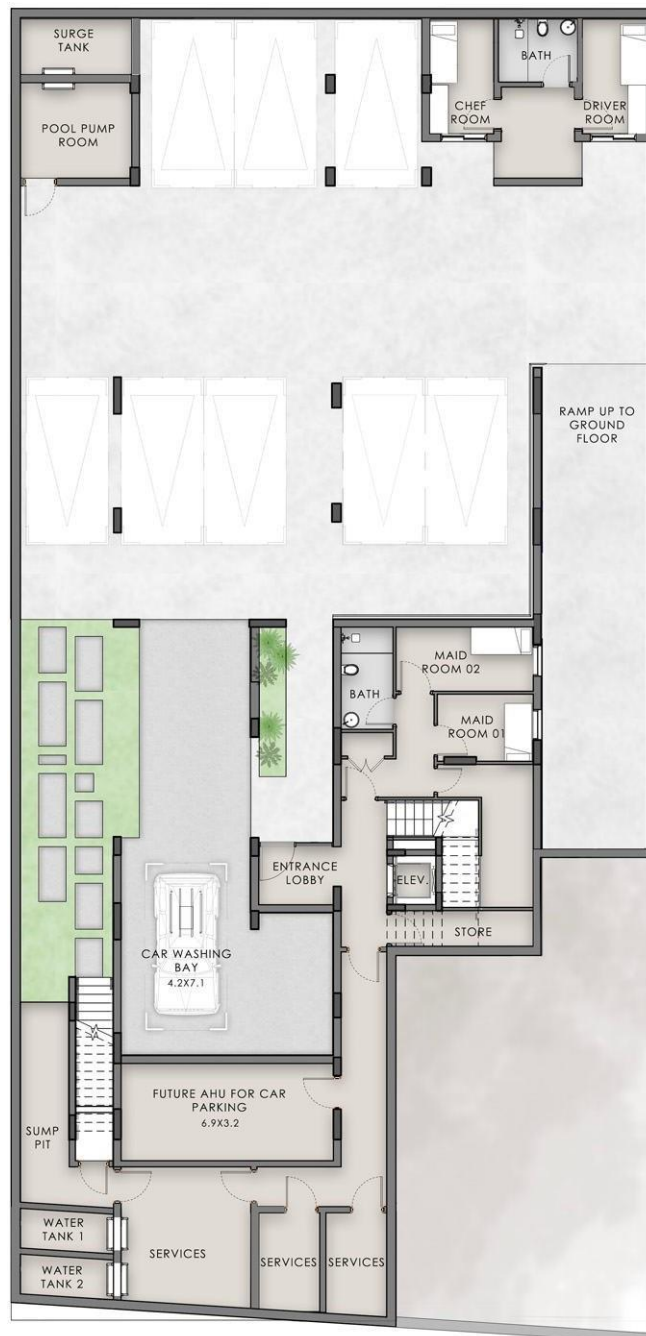 SURGE
TANK
BATH
CHEF
ROOM
DRIVER
ROOM
POOL PUMP
ROOM
RAMP UP TO
GROUND
FLOOR
MAID
ROOM 02
BATH
MAID
ROOM 01
ENTRANCE
LOBBY
ELEV.
STORE
CAR WASHING
BAY
4.2X7.1
FUTURE AHU FOR CAR
PARKING
6.9X3.2
SUMP
PIT
WATER
TANK 1
SERVICES
SERVICES
SERVICES
WATER
TANK 2